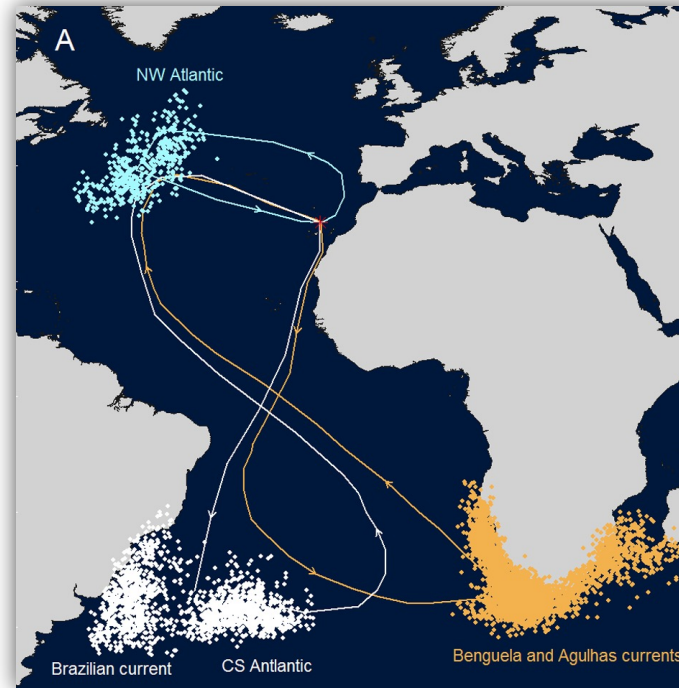 A
NW Atlantic
Brazilian current
CS Antlantic
Benguela and Agulhas currents